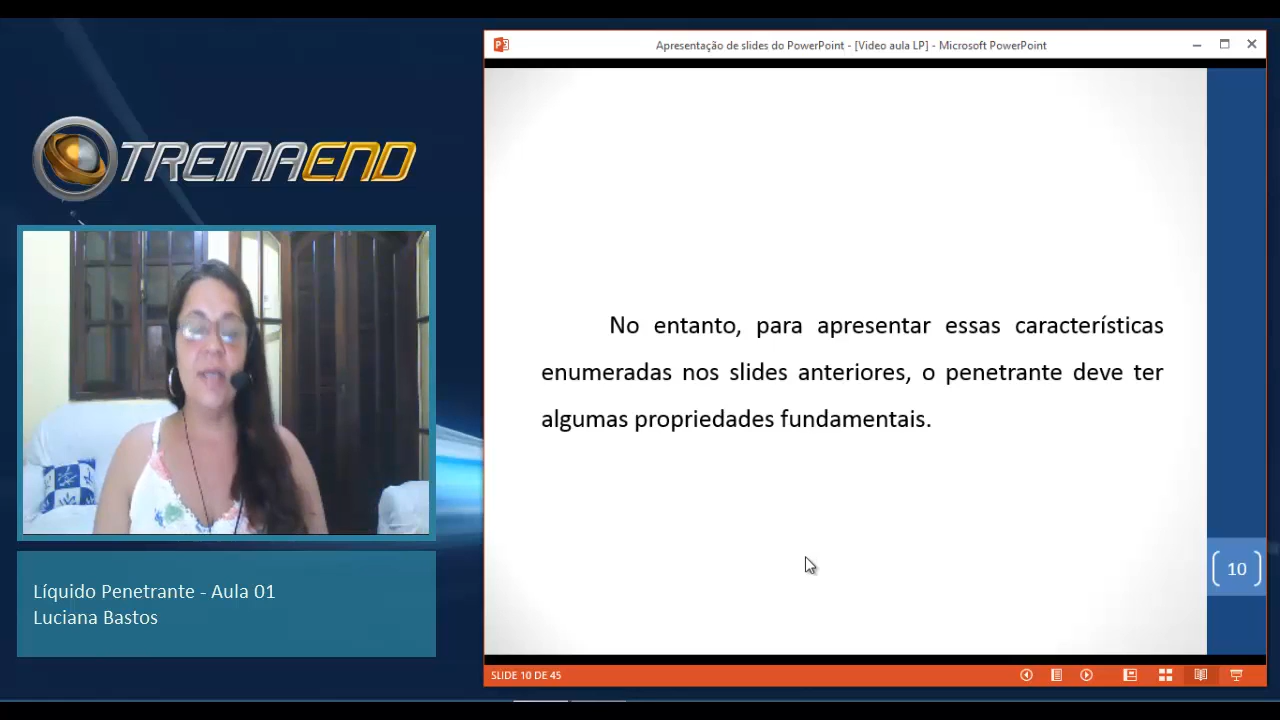 TREINAEND
Líquido Penetrante - Aula 01
Luciana Bastos
Apresentação de slides do PowerPoint - [Video aula LP] - Microsoft PowerPoint
No entanto, para apresentar essas características
enumeradas nos slides anteriores, o penetrante deve ter
algumas propriedades fundamentais.
10
SLIDE 10 DE 45